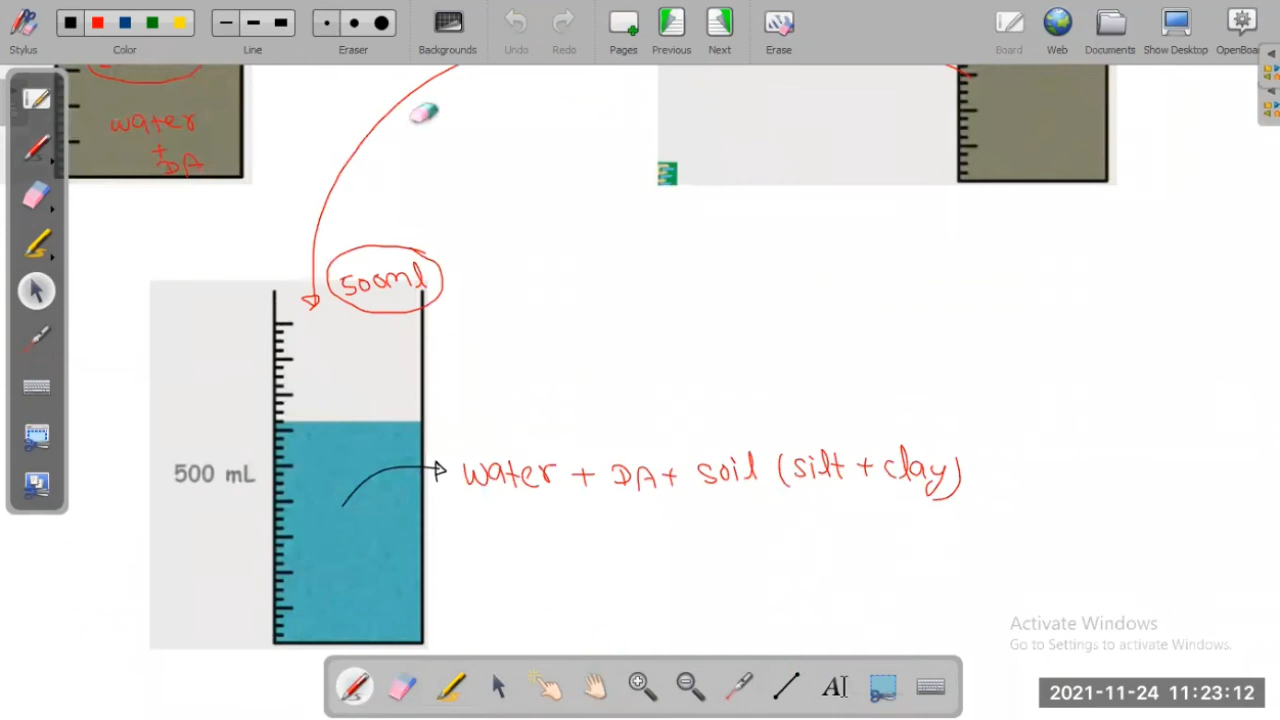 Stylus
Color
Line
Eraser
Backgrounds
Undo
Redo
Pages
Previous
Next
Erase
Board
Web
Documents
Show Desktop
OpenBoa
water
+
DA
500ml
500 mL
water + DA + soil (silt + clay)
AI
Activate Windows
Go to Settings to activate Windows.
2021-11-24 11:23:12